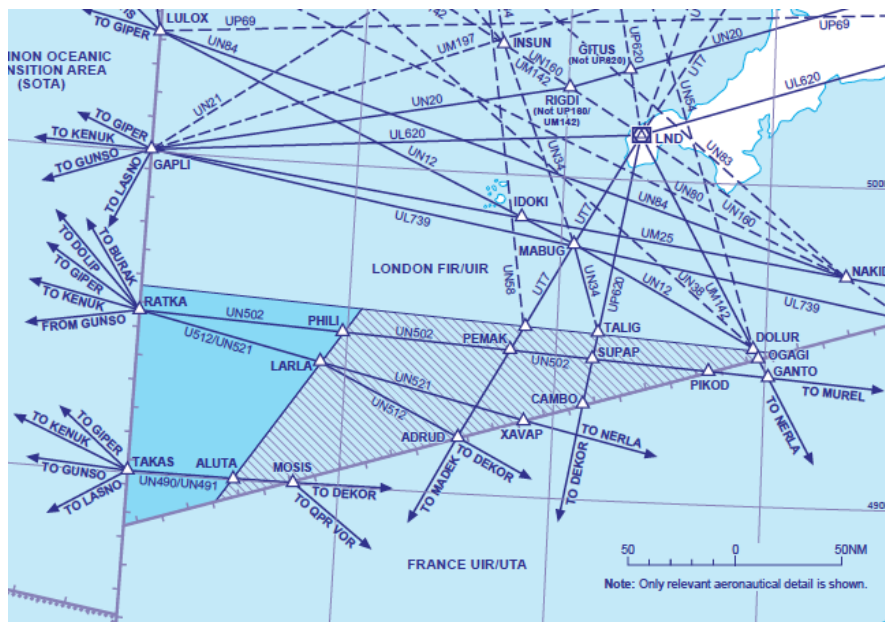 LULOX
TO GIPER
UP69
UN84
UM197
INSUN
UN160
UM142
GITUS
(Not UP620)
UP620
UN20
UT7
UP69
NON OCEANIC
NSITION AREA
(SOTA)
UN21
UN20
RIGDI
(Not UP160/
UM142)
UN54
UL620
TO GIPER
TO KENUK
TO GUNSO
TO LASNO
GAPLI
UL620
LND
UN83
UN12
UN34
UN80
UN84
UN160
500
IDOKI
UL739
UT7
UM25
MABUG
NAKID
TO BURAK
TO DOLIP
TO GIPER
TO KENUK
FROM GUNSO
LONDON FIR/UIR
UN58
UT7
UN34
UP620
UN12
UN38
UM142
UL739
RATKA
UN502
PHILI
UN502
PEMAK
TALIG
DOLUR
OGAGI
U512/UN521
LARLA
UN502
SUPAP
GANTO
UN521
PIKOD
TO MUREL
UN512
CAMBO
ADRUD
XAVAP
TO NERLA
TO NERLA
TO GIPER
TO KENUK
TO GUNSO
TO LASNO
TAKAS
ALUTA
MOSIS
TO DEKOR
TO MADEK
TO DEKOR
UN490/UN491
TO DEKOR
TO QPR VOR
490
FRANCE UIR/UTA
50
0
50NM
Note: Only relevant aeronautical detail is shown.